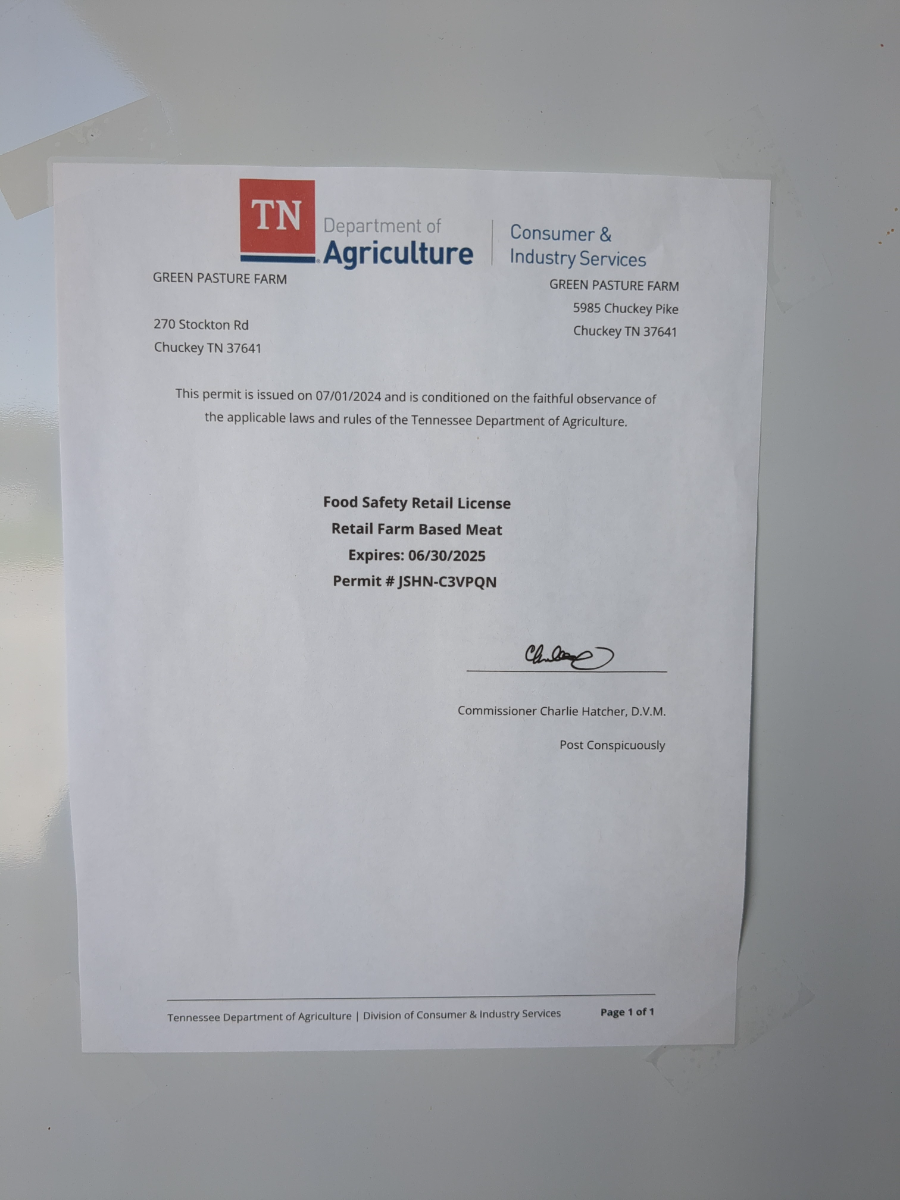 TN
Department of
Agriculture
Consumer &
Industry Services
GREEN PASTURE FARM
270 Stockton Rd
Chuckey TN 37641
GREEN PASTURE FARM
5985 Chuckey Pike
Chuckey TN 37641
This permit is issued on 07/01/2024 and is conditioned on the faithful observance of
the applicable laws and rules of the Tennessee Department of Agriculture.
Food Safety Retail License
Retail Farm Based Meat
Expires: 06/30/2025
Permit # JSHN-C3VPQN
Commissioner Charlie Hatcher, D.V.M.
Post Conspicuously
Tennessee Department of Agriculture | Division of Consumer & Industry Services Page 1 of 1